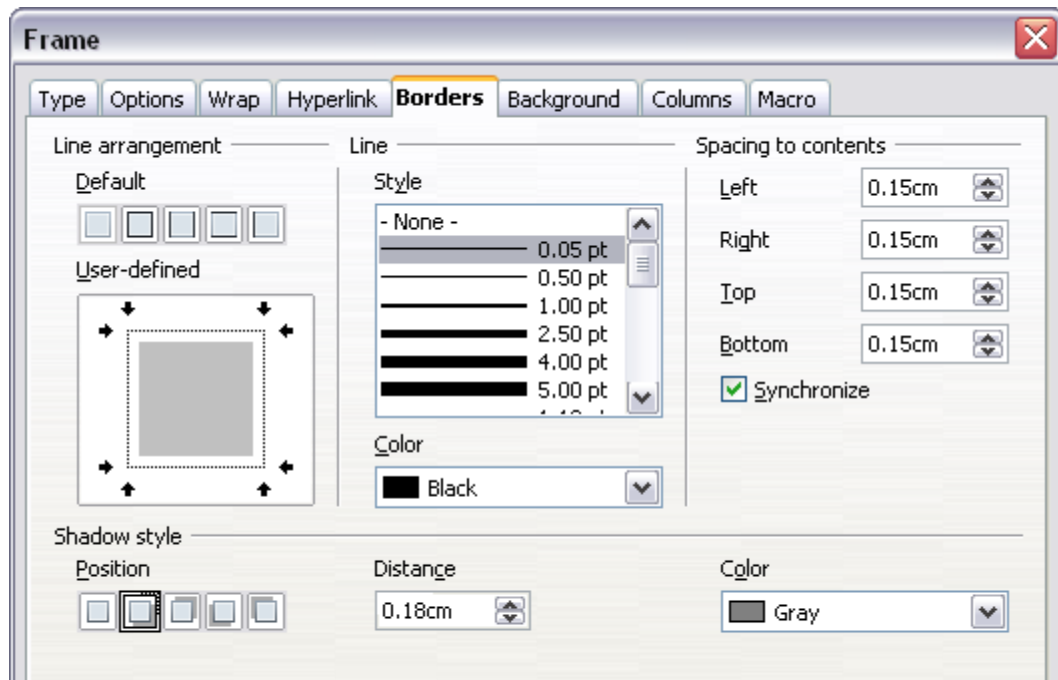 Frame
Type Options Wrap Hyperlink Borders Background Columns Macro
Line arrangement
Default
User-defined
Line
Style
- None -
0.05 pt
0.50 pt
1.00 pt
2.50 pt
4.00 pt
5.00 pt
Color
Black
Spacing to contents
Left 0.15cm
Right 0.15cm
Top 0.15cm
Bottom 0.15cm
Synchronize
Shadow style
Position
Distance
0.18cm
Color
Gray